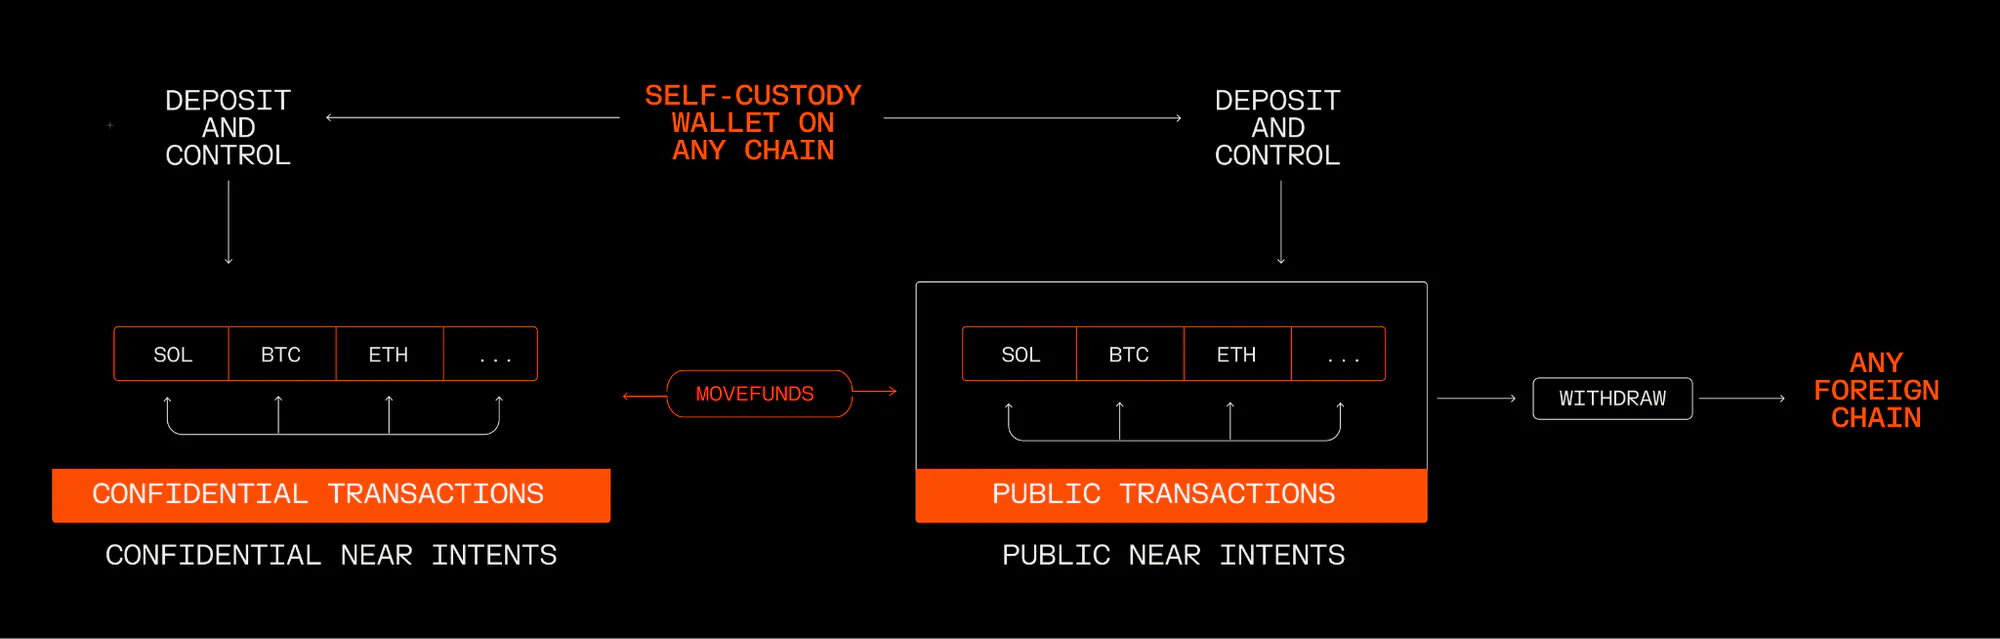 DEPOSIT
AND
CONTROL
SELF-CUSTODY
WALLET ON
ANY CHAIN
DEPOSIT
AND
CONTROL
SOL BTC ETH ...
MOVEFUNDS
SOL BTC ETH ...
WITHDRAW
ANY
FOREIGN
CHAIN
CONFIDENTIAL TRANSACTIONS
PUBLIC TRANSACTIONS
CONFIDENTIAL NEAR INTENTS
PUBLIC NEAR INTENTS